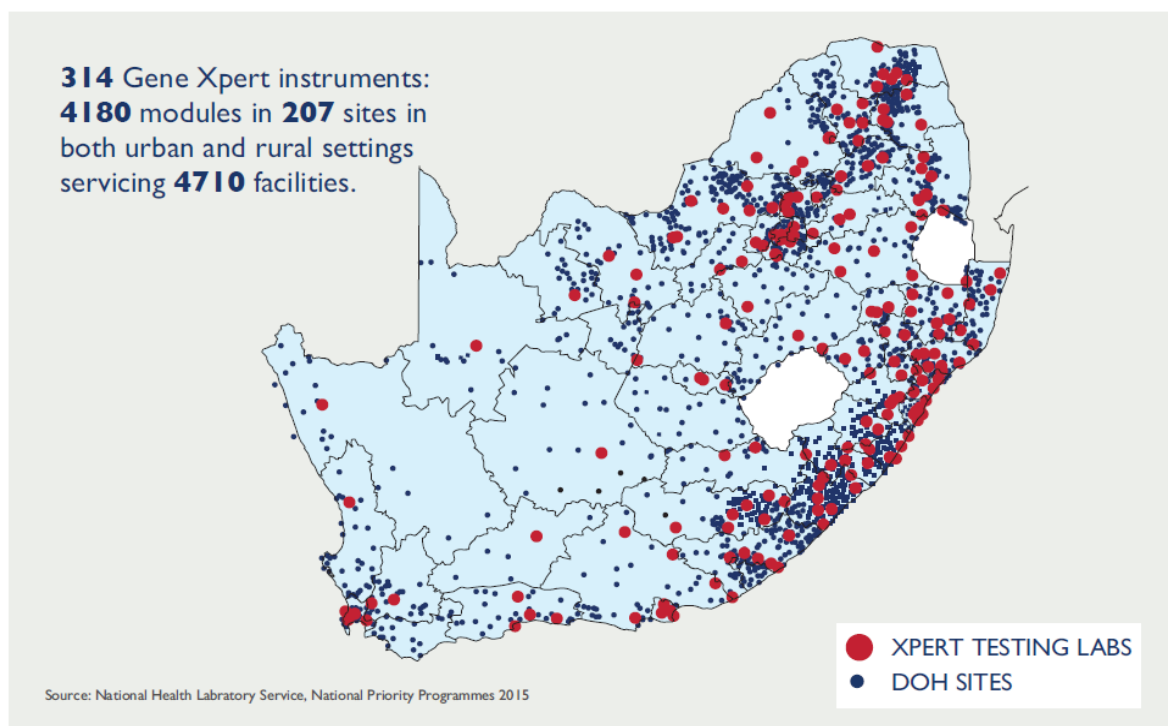 314 Gene Xpert instruments:
4180 modules in 207 sites in
both urban and rural settings
servicing 4710 facilities.
XPERT TESTING LABS
DOH SITES
Source: National Health Labratory Service, National Priority Programmes 2015